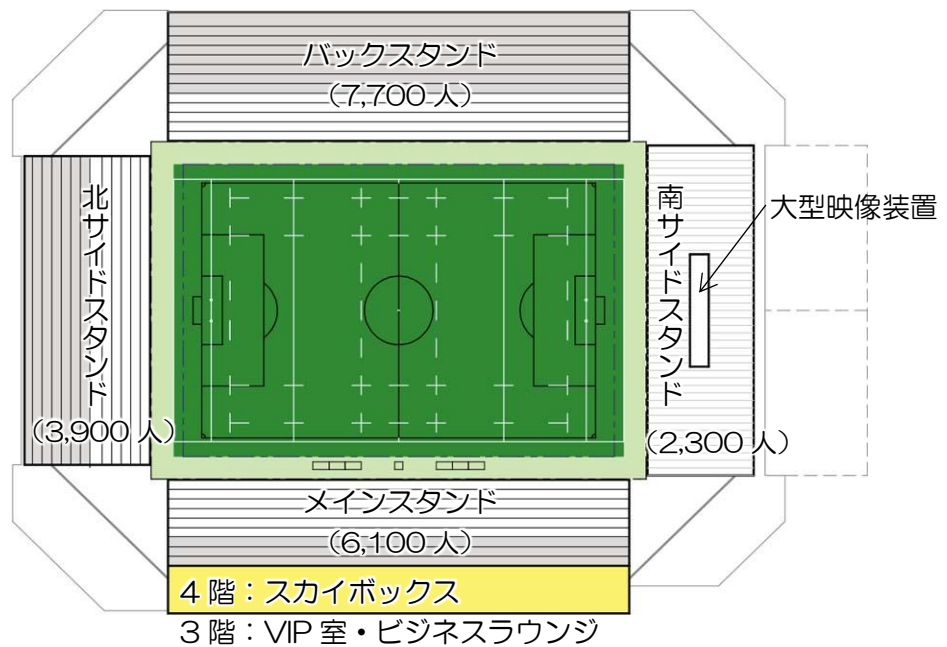 バックスタンド
（7,700 人）
北サイドスタンド
（3,900 人）
南サイドスタンド
（2,300 人）
大型映像装置
メインスタンド
（6,100 人）
4 階：スカイボックス
3 階：VIP 室・ビジネスラウンジ